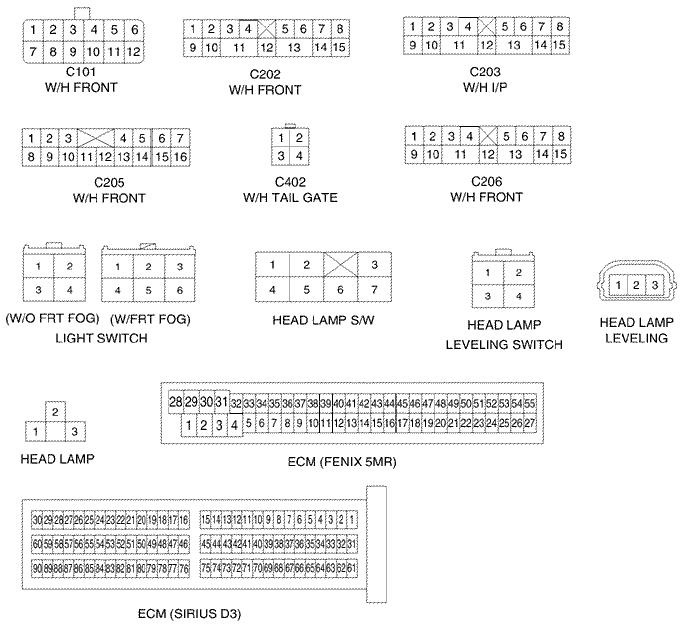 1 2 3 4 5 6
7 8 9 10 11 12
C101
W/H FRONT
1 2 3 4 5 6 7 8
9 10 11 12 13 14 15
C202
W/H FRONT
1 2 3 4 5 6 7 8
9 10 11 12 13 14 15
C203
W/H I/P
1 2 3 4 5 6 7
8 9 10 11 12 13 14 15 16
C205
W/H FRONT
1 2
3 4
C402
W/H TAIL GATE
1 2 3 4 5 6 7 8
9 10 11 12 13 14 15
C206
W/H FRONT
1 2
3 4
(W/O FRT FOG)
1 2 3
4 5 6
(W/FRT FOG)
LIGHT SWITCH
1 2 3
4 5 6 7
HEAD LAMP S/W
1 2
3 4
HEAD LAMP
LEVELING SWITCH
1 2 3
HEAD LAMP
LEVELING
2
1 3
HEAD LAMP
28 29 30 31 32 33 34 35 36 37 38 39 40 41 42 43 44 45 46 47 48 49 50 51 52 53 54 55
1 2 3 4 5 6 7 8 9 10 11 12 13 14 15 16 17 18 19 20 21 22 23 24 25 26 27
ECM (FENIX 5MR)
30 29 28 27 26 25 24 23 22 21 20 19 18 17 16 15 14 13 12 11 10 9 8 7 6 5 4 3 2 1
60 59 58 57 56 55 54 53 52 51 50 49 48 47 46 45 44 43 42 41 40 39 38 37 36 35 34 33 32 31
90 89 88 87 86 85 84 83 82 81 80 79 78 77 76 75 74 73 72 71 70 69 68 67 66 65 64 63 62 61
ECM (SIRIUS D3)